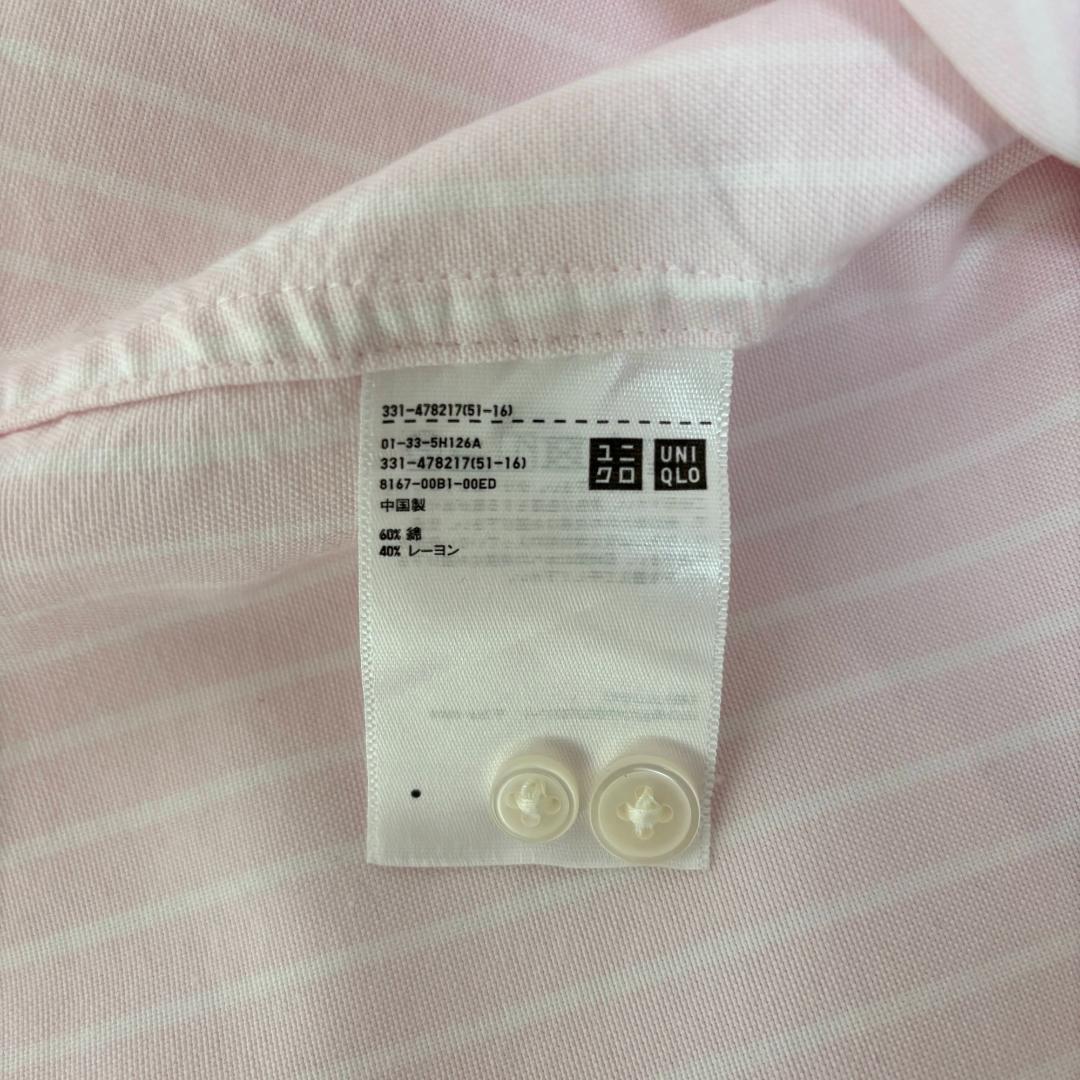 331-478217(51-16)
01-33-5H126A
331-478217(51-16)
8167-00B1-00ED
中国製
60% 綿
40% レーヨン
ユニ
クロ
UNI
QLO